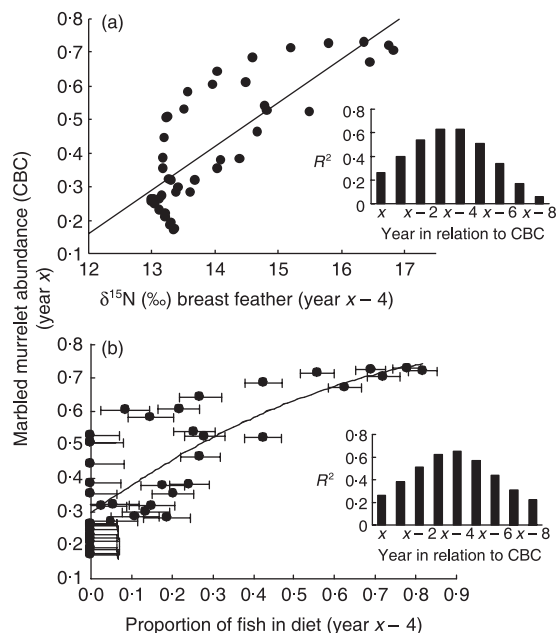 (a)
0·8
0·7
0·6
0·5
0·4
0·3
0·2
0·1
12 13 14 15 16 17
δ¹⁵N (‰) breast feather (year x – 4)
R²
0·8
0·6
0·4
0·2
0
x x – 2 x – 4 x – 6 x – 8
Year in relation to CBC
Marbled murrelet abundance (CBC)
(year x)
(b)
0·8
0·7
0·6
0·5
0·4
0·3
0·2
0·1
0·0 0·1 0·2 0·3 0·4 0·5 0·6 0·7 0·8 0·9
Proportion of fish in diet (year x – 4)
R²
0·8
0·6
0·4
0·2
0
x x – 2 x – 4 x – 6 x – 8
Year in relation to CBC